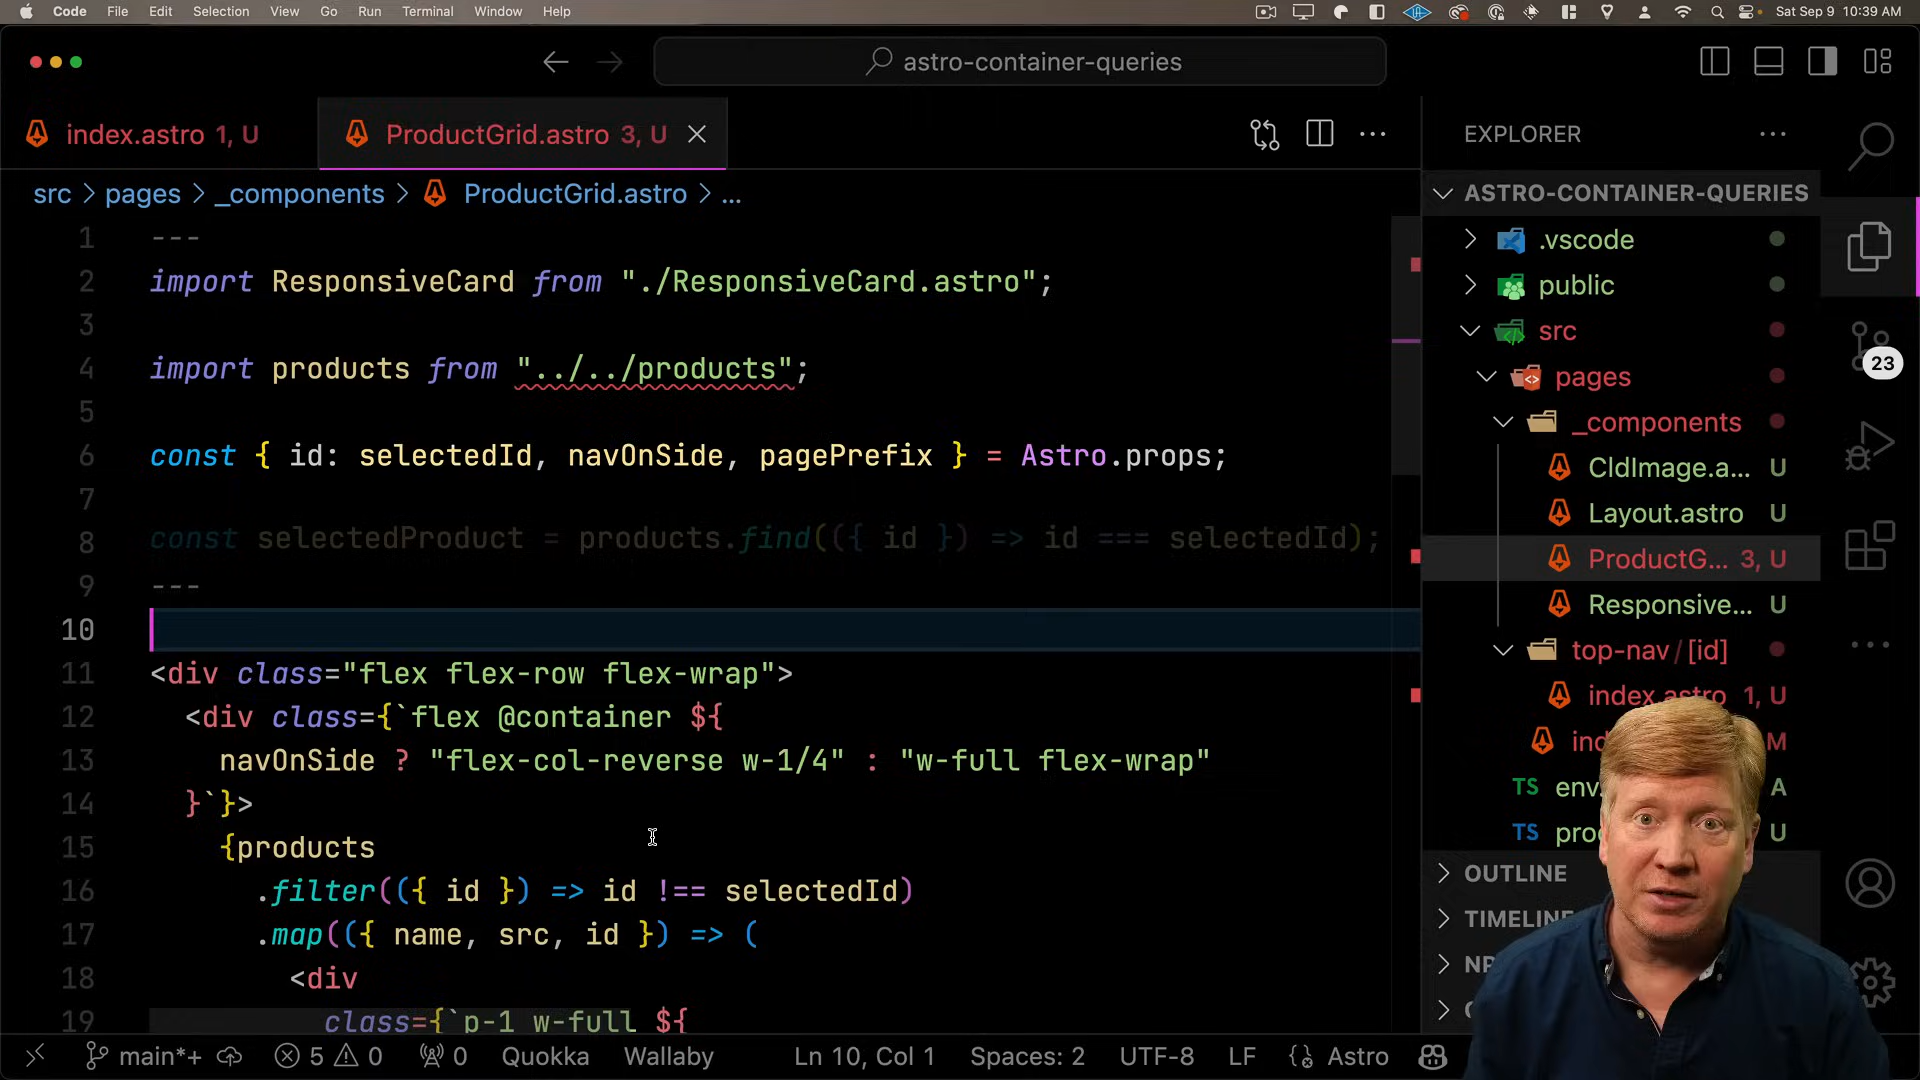 Code File Edit Selection View Go Run Terminal Window Help
Sat Sep 9 10:39 AM
astro-container-queries
index.astro 1, U
ProductGrid.astro 3, U
src > pages > _components > ProductGrid.astro > ...
1 ---
2 import ResponsiveCard from "./ResponsiveCard.astro";
3
4 import products from "../../products";
5
6 const { id: selectedId, navOnSide, pagePrefix } = Astro.props;
7
8 const selectedProduct = products.find(({ id }) => id === selectedId);
9 ---
10
11 <div class="flex flex-row flex-wrap">
12 <div class={`flex @container ${
13 navOnSide ? "flex-col-reverse w-1/4" : "w-full flex-wrap"
14 }`}>
15 {products
16 .filter(({ id }) => id !== selectedId)
17 .map(({ name, src, id }) => (
18 <div
19 class={`p-1 w-full ${
EXPLORER
ASTRO-CONTAINER-QUERIES
.vscode
public
src
pages
_components
CldImage.a... U
Layout.astro U
ProductG... 3, U
Responsive... U
top-nav / [id]
index.astro 1, U
M
TS env. A
TS U
OUTLINE
TIMELINE
23
main*+ 5 0 0 Quokka Wallaby Ln 10, Col 1 Spaces: 2 UTF-8 LF Astro